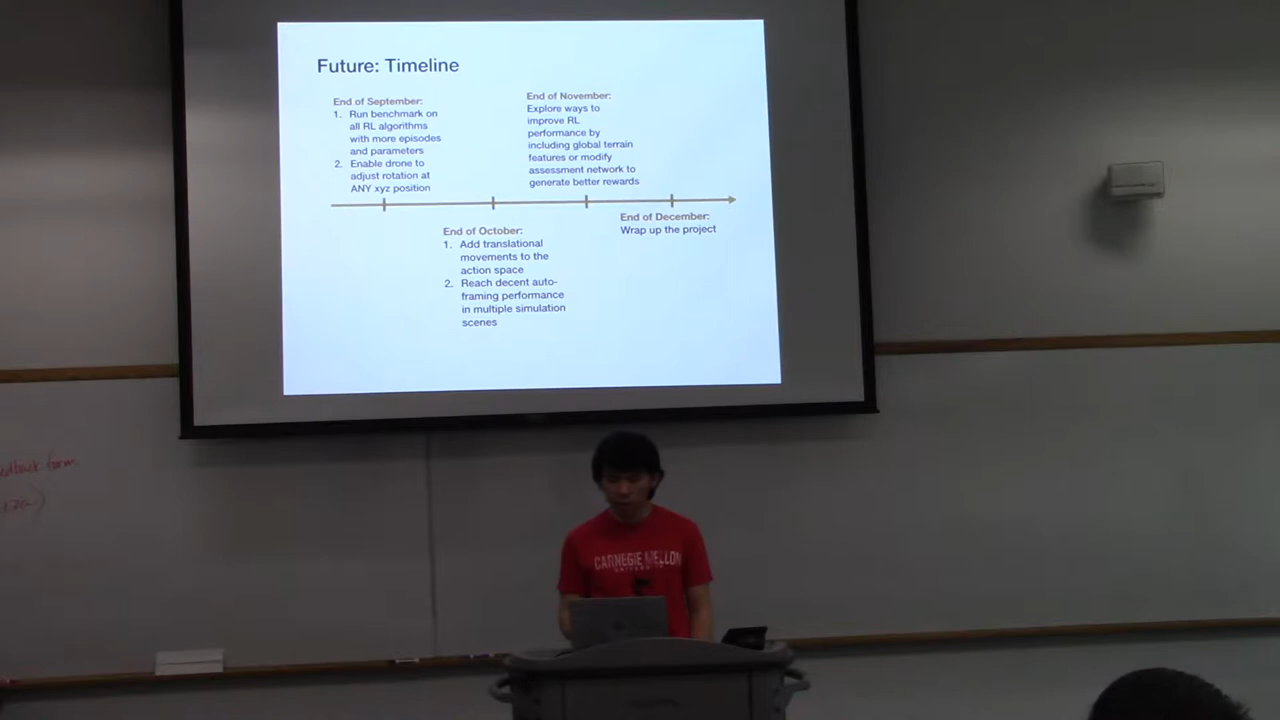 Future: Timeline
End of September:
1. Run benchmark on
all RL algorithms
with more episodes
and parameters
2. Enable drone to
adjust rotation at
ANY xyz position
End of November:
Explore ways to
improve RL
performance by
including global terrain
features or modify
assessment network to
generate better rewards
End of October:
1. Add translational
movements to the
action space
2. Reach decent auto-
framing performance
in multiple simulation
scenes
End of December:
Wrap up the project
form
CARNEGIE MELLON